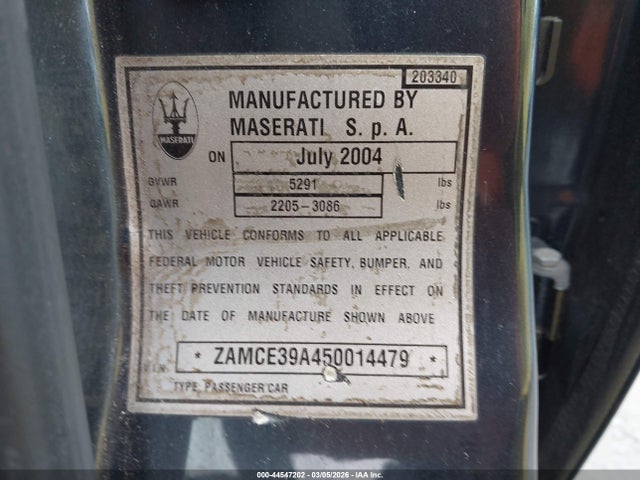 203340
MASERATI
MANUFACTURED BY
MASERATI S. p. A.
ON July 2004
GVWR 5291 lbs
GAWR 2205-3086 lbs
THIS VEHICLE CONFORMS TO ALL APPLICABLE
FEDERAL MOTOR VEHICLE SAFETY, BUMPER, AND
THEFT PREVENTION STANDARDS IN EFFECT ON
THE DATE OF MANUFACTURE SHOWN ABOVE
V.I.N. * ZAMCE39A450014479 *
TYPE PASSENGER CAR
000-44547202 - 03/05/2026 - IAA Inc.